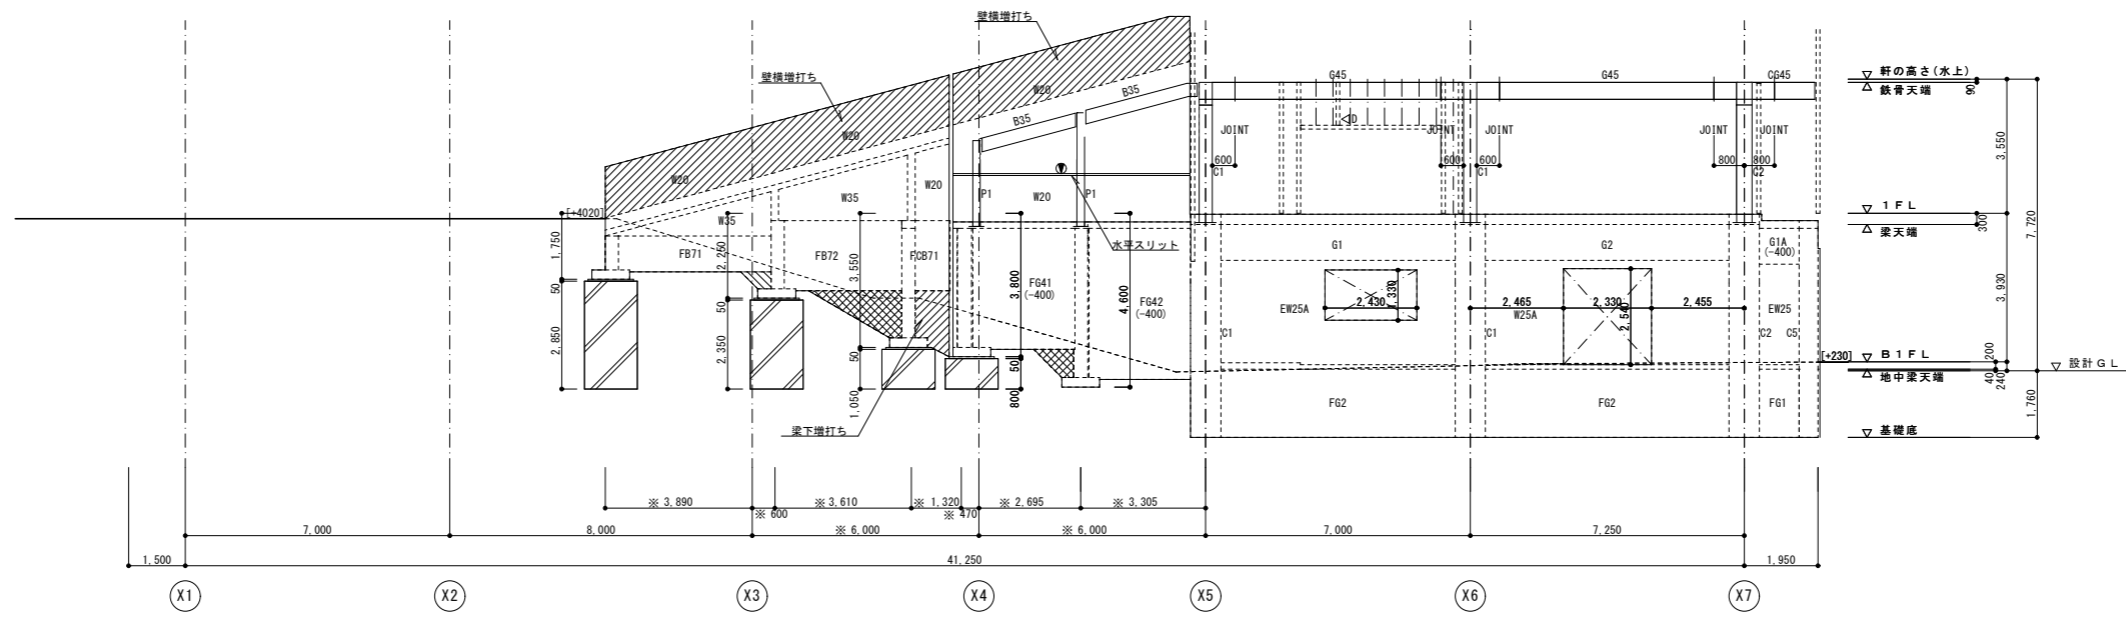 壁横増打ち
壁横増打ち
W20
W20
W20
B35
B35
G45
G45
CG45
▽ 軒の高さ(水上)
△ 鉄骨天端
90
◁D
JOINT
JOINT
JOINT
JOINT
JOINT
600
600
600
800
800
C1
C1
C2
3,550
7,720
W35
W20
W35
P1
W20
P1
[+4020]
▽ 1FL
△ 梁天端
300
水平スリット
1,750
2,250
3,550
FB71
FB72
FCB71
3,800
FG41
(-400)
4,600
FG42
(-400)
G1
G2
G1A
(-400)
3,930
50
50
50
50
2,850
2,350
1,050
800
EW25A
2,430
1,330
2,465
2,330
2,455
W25A
2,540
EW25
C1
C1
C2
C5
[+230]
▽ B1FL
△ 地中梁天端
200
40
240
▽ 設計GL
FG2
FG2
FG1
1,760
▽ 基礎底
梁下増打ち
※ 3,890
※ 600
※ 3,610
※ 1,320
※ 470
※ 2,695
※ 3,305
7,000
8,000
※ 6,000
※ 6,000
7,000
7,250
1,500
41,250
1,950
X1
X2
X3
X4
X5
X6
X7